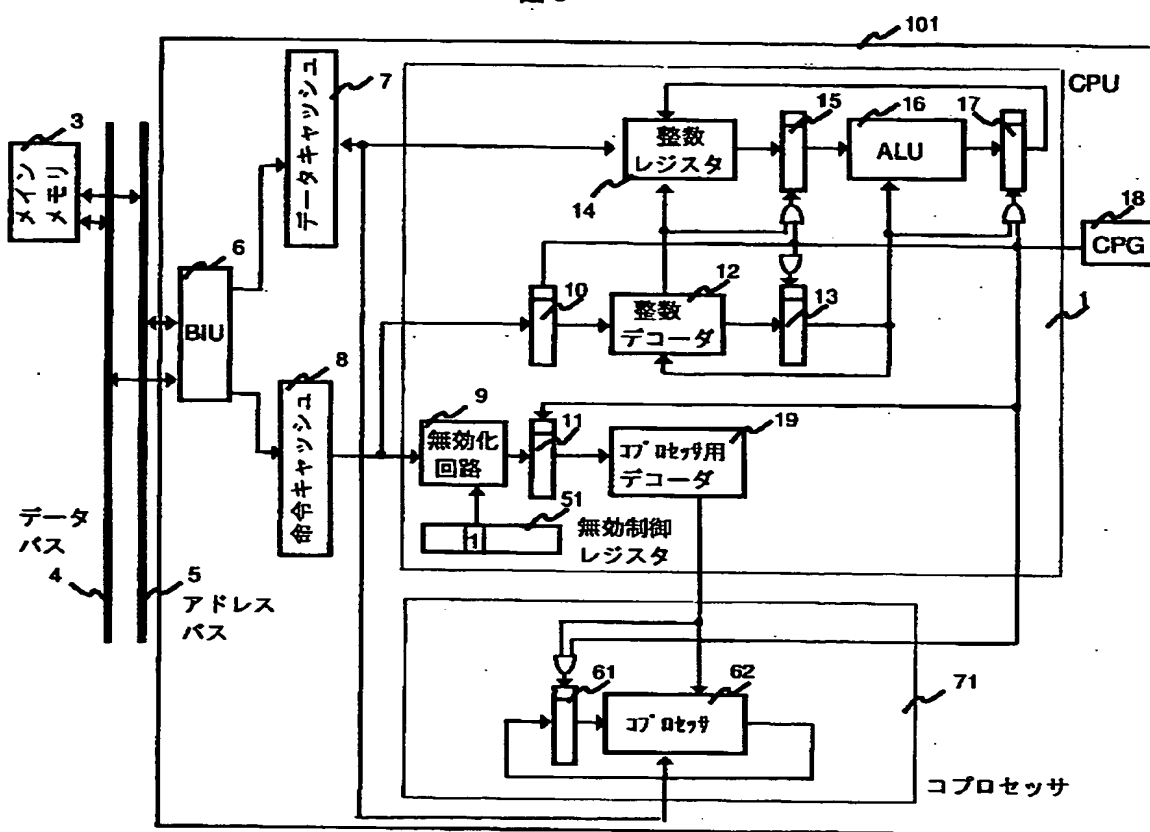 101
CPU
7
データキャッシュ
3
メイン
メモリ
整数
レジスタ
14
15
16
ALU
17
18
CPG
6
BIU
10
12
整数
デコーダ
13
1
8
命令キャッシュ
9
無効化
回路
11
19
コプロセッサ用
デコーダ
51
1
無効制御
レジスタ
データ
バス
4
5
アドレス
バス
61
62
コプロセッサ
71
コプロセッサ